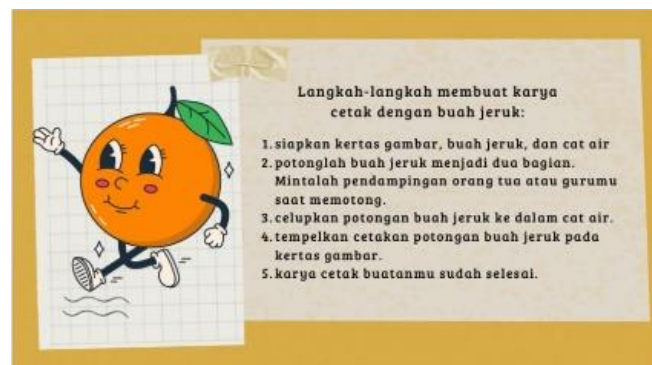 Langkah-langkah membuat karya
cetak dengan buah jeruk:
1. siapkan kertas gambar, buah jeruk, dan cat air
2. potonglah buah jeruk menjadi dua bagian.
Mintalah pendampingan orang tua atau gurumu
saat memotong.
3. celupkan potongan buah jeruk ke dalam cat air.
4. tempelkan cetakan potongan buah jeruk pada
kertas gambar.
5. karya cetak buatanmu sudah selesai.